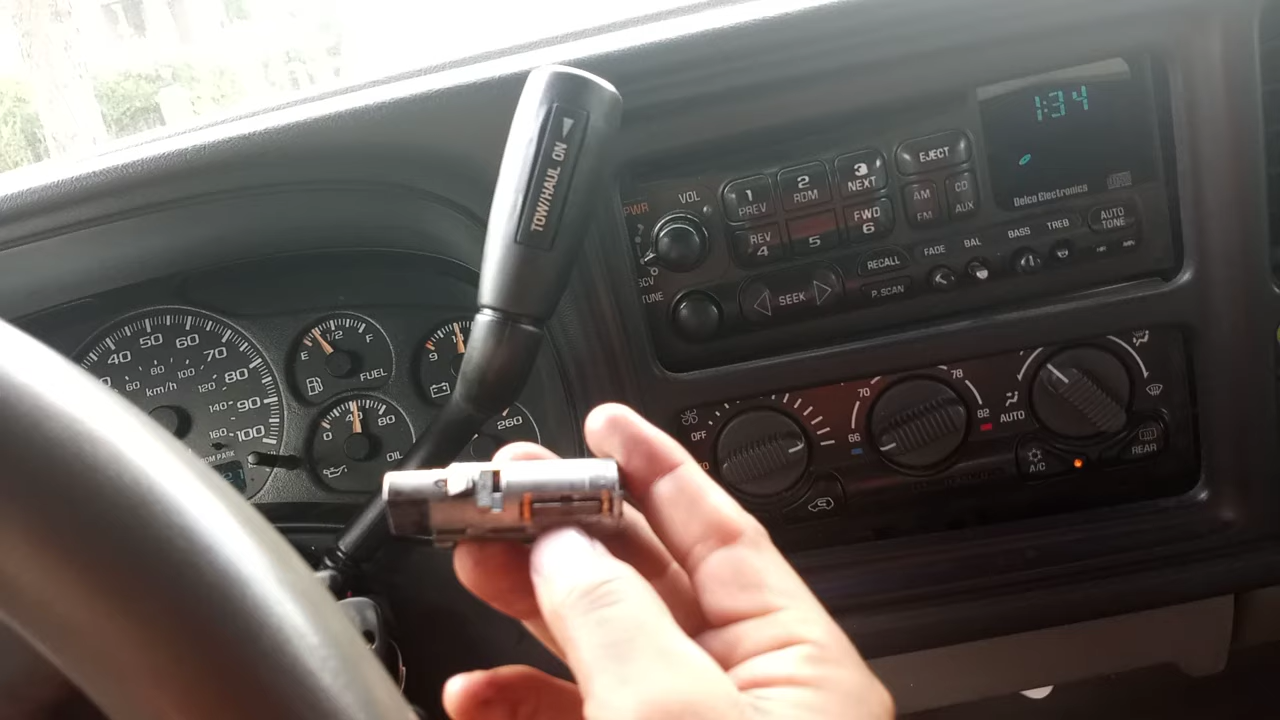 TOW/HAUL ON
1:34
PWR
VOL
1
PREV
2
RDM
3
NEXT
EJECT
REV
4
5
FWD
6
AM
FM
CD
AUX
Delco Electronics
SCV
TUNE
SEEK
RECALL
P.SCAN
FADE
BAL
BASS
TREB
AUTO
TONE
OFF
66
70
78
82
AUTO
A/C
REAR
40
50
60
70
80
90
100
km/h
60
80
100
120
140
160
E
1/2
F
FUEL
9
0
40
80
OIL
260